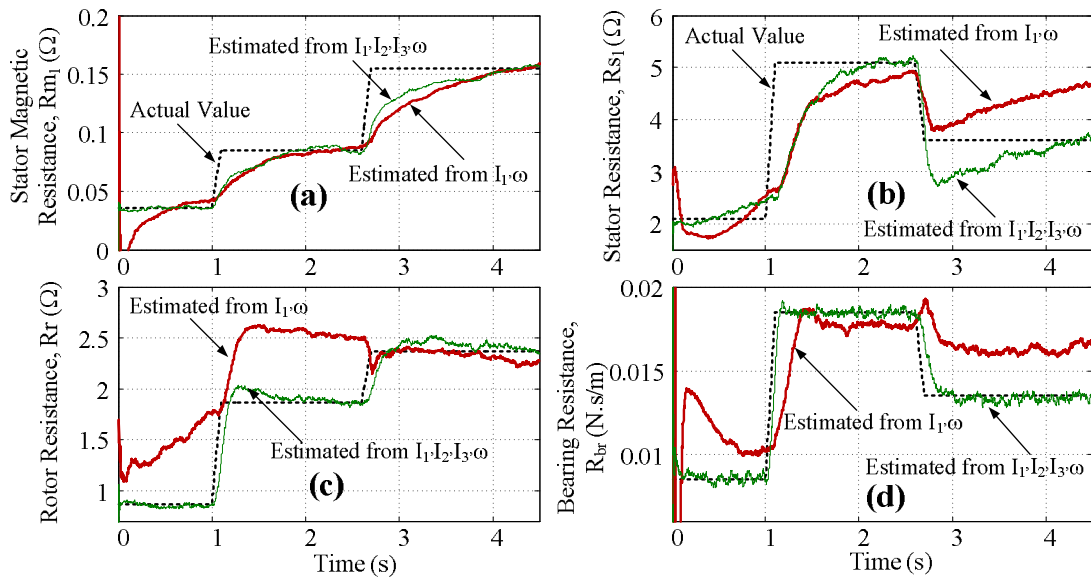 Stator Magnetic
Resistance, Rm₁ (Ω)
0.2
0.15
0.1
0.05
0
Estimated from I₁,I₂,I₃,ω
Actual Value
Estimated from I₁,ω
(a)
0 1 2 3 4
Stator Resistance, Rs₁ (Ω)
6
5
4
3
2
Actual Value
Estimated from I₁,ω
(b)
Estimated from I₁,I₂,I₃,ω
0 1 2 3 4
Rotor Resistance, Rr (Ω)
3
2.5
2
1.5
1
Estimated from I₁,ω
Estimated from I₁,I₂,I₃,ω
(c)
0 1 2 3 4
Time (s)
Bearing Resistance,
R_br (N.s/m)
0.02
0.015
0.01
Estimated from I₁,ω
Estimated from I₁,I₂,I₃,ω
(d)
0 1 2 3 4
Time (s)